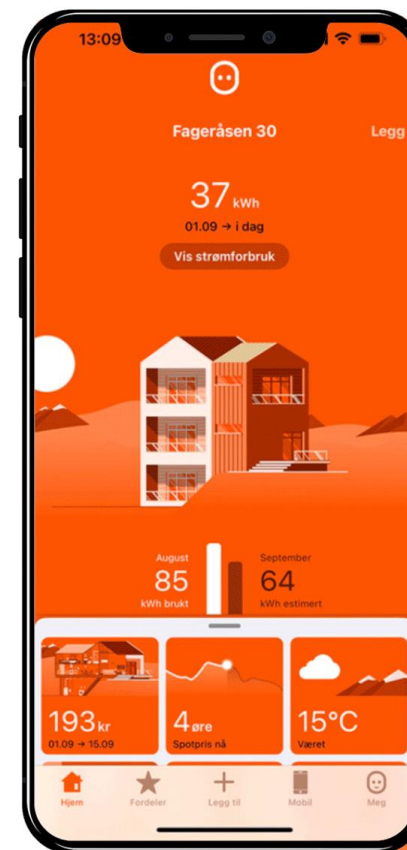 13:09
Fageråsen 30
Legg
37 kWh
01.09 → i dag
Vis strømforbruk
August
85
kWh brukt
September
64
kWh estimert
193 kr
01.09 → 15.09
4 øre
Spotpris nå
15°C
Været
Hjem
Fordeler
Legg til
Mobil
Meg